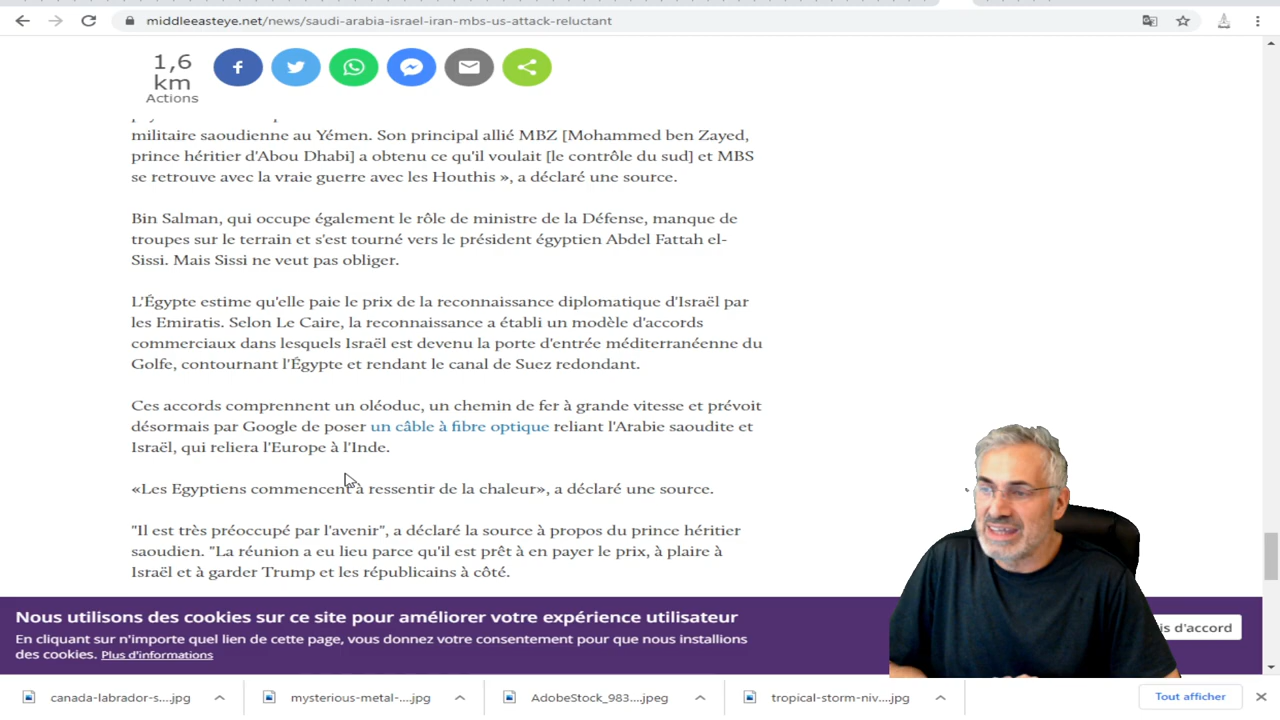 middleeasteye.net/news/saudi-arabia-israel-iran-mbs-us-attack-reluctant
1,6
km
Actions
militaire saoudienne au Yémen. Son principal allié MBZ [Mohammed ben Zayed,
prince héritier d'Abou Dhabi] a obtenu ce qu'il voulait [le contrôle du sud] et MBS
se retrouve avec la vraie guerre avec les Houthis », a déclaré une source.
Bin Salman, qui occupe également le rôle de ministre de la Défense, manque de
troupes sur le terrain et s'est tourné vers le président égyptien Abdel Fattah el-
Sissi. Mais Sissi ne veut pas obliger.
L'Égypte estime qu'elle paie le prix de la reconnaissance diplomatique d'Israël par
les Emiratis. Selon Le Caire, la reconnaissance a établi un modèle d'accords
commerciaux dans lesquels Israël est devenu la porte d'entrée méditerranéenne du
Golfe, contournant l'Égypte et rendant le canal de Suez redondant.
Ces accords comprennent un oléoduc, un chemin de fer à grande vitesse et prévoit
désormais par Google de poser un câble à fibre optique reliant l'Arabie saoudite et
Israël, qui reliera l'Europe à l'Inde.
«Les Egyptiens commencent à ressentir de la chaleur», a déclaré une source.
"Il est très préoccupé par l'avenir", a déclaré la source à propos du prince héritier
saoudien. "La réunion a eu lieu parce qu'il est prêt à en payer le prix, à plaire à
Israël et à garder Trump et les républicains à côté.
Nous utilisons des cookies sur ce site pour améliorer votre expérience utilisateur
En cliquant sur n'importe quel lien de cette page, vous donnez votre consentement pour que nous installions
des cookies. Plus d'informations
is d'accord
canada-labrador-s....jpg
mysterious-metal-....jpg
AdobeStock_983....jpeg
tropical-storm-niv....jpg
Tout afficher